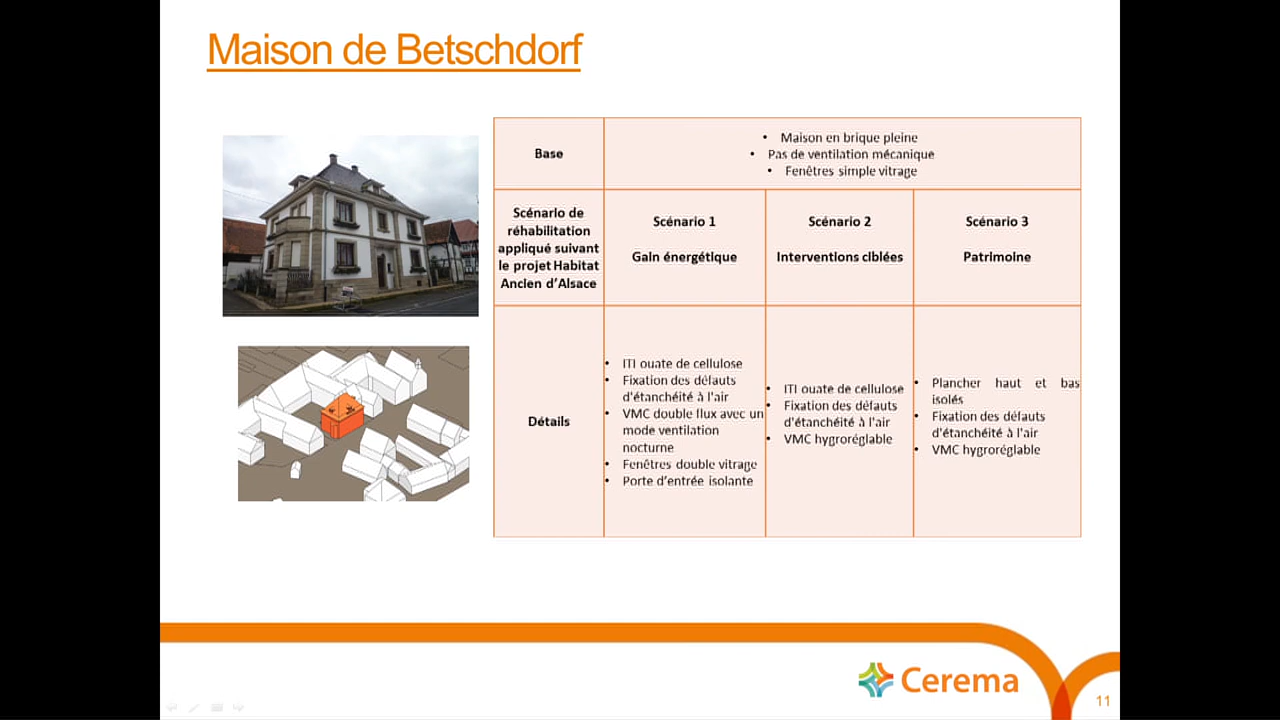 Maison de Betschdorf
Base
• Maison en brique pleine
• Pas de ventilation mécanique
• Fenêtres simple vitrage
Scénario de
réhabilitation
appliqué suivant
le projet Habitat
Ancien d'Alsace
Scénario 1
Gain énergétique
Scénario 2
Interventions ciblées
Scénario 3
Patrimoine
Détails
• ITI ouate de cellulose
• Fixation des défauts
d'étanchéité à l'air
• VMC double flux avec un
mode ventilation
nocturne
• Fenêtres double vitrage
• Porte d'entrée isolante
• ITI ouate de cellulose
• Fixation des défauts
d'étanchéité à l'air
• VMC hygroréglable
• Plancher haut et bas
isolés
• Fixation des défauts
d'étanchéité à l'air
• VMC hygroréglable
Cerema
11